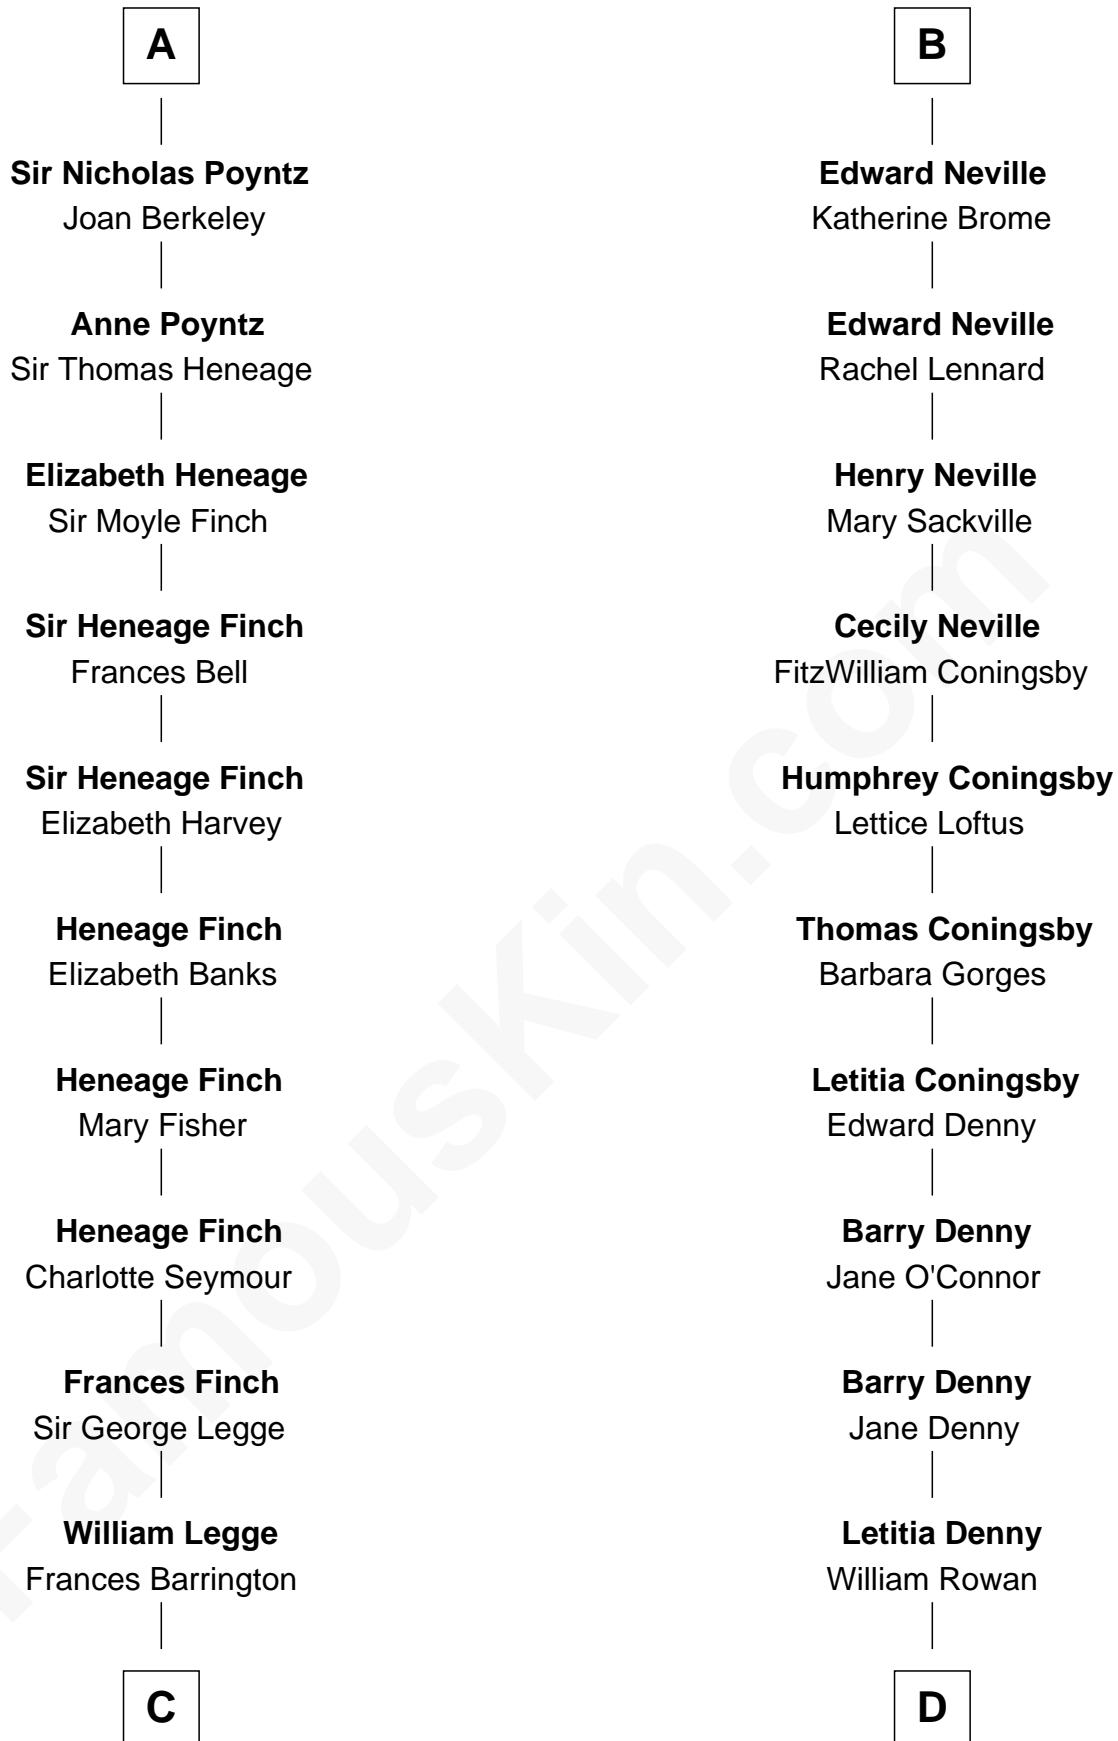 A
Sir Nicholas Poyntz
Joan Berkeley
Anne Poyntz
Sir Thomas Heneage
Elizabeth Heneage
Sir Moyle Finch
Sir Heneage Finch
Frances Bell
Sir Heneage Finch
Elizabeth Harvey
Heneage Finch
Elizabeth Banks
Heneage Finch
Mary Fisher
Heneage Finch
Charlotte Seymour
Frances Finch
Sir George Legge
William Legge
Frances Barrington
C
B
Edward Neville
Katherine Brome
Edward Neville
Rachel Lennard
Henry Neville
Mary Sackville
Cecily Neville
FitzWilliam Coningsby
Humphrey Coningsby
Lettice Loftus
Thomas Coningsby
Barbara Gorges
Letitia Coningsby
Edward Denny
Barry Denny
Jane O'Connor
Barry Denny
Jane Denny
Letitia Denny
William Rowan
D
FamousKin.com